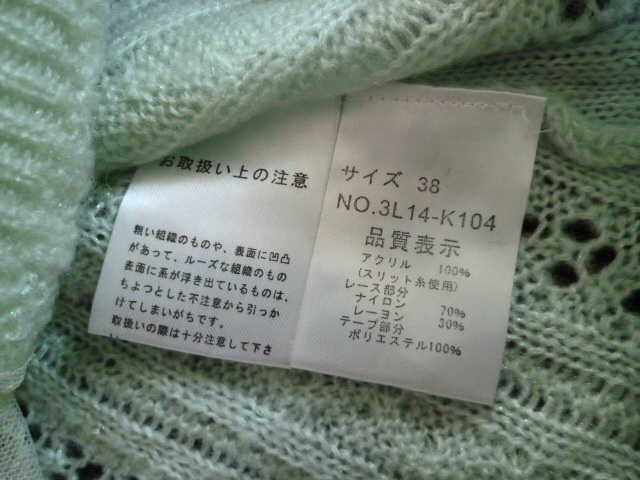 お取扱い上の注意
粗い組織のものや、表面に凹凸
があって、ルーズな組織のもの
表面に糸が浮き出ているものは、
ちょっとした不注意から引っか
けてしまいがちです。
取扱いの際は十分注意して下さ
サイズ 38
NO.3L14-K104
品質表示
アクリル 100%
(スリット糸使用)
レース部分
ナイロン 70%
レーヨン 30%
テープ部分
ポリエステル100%